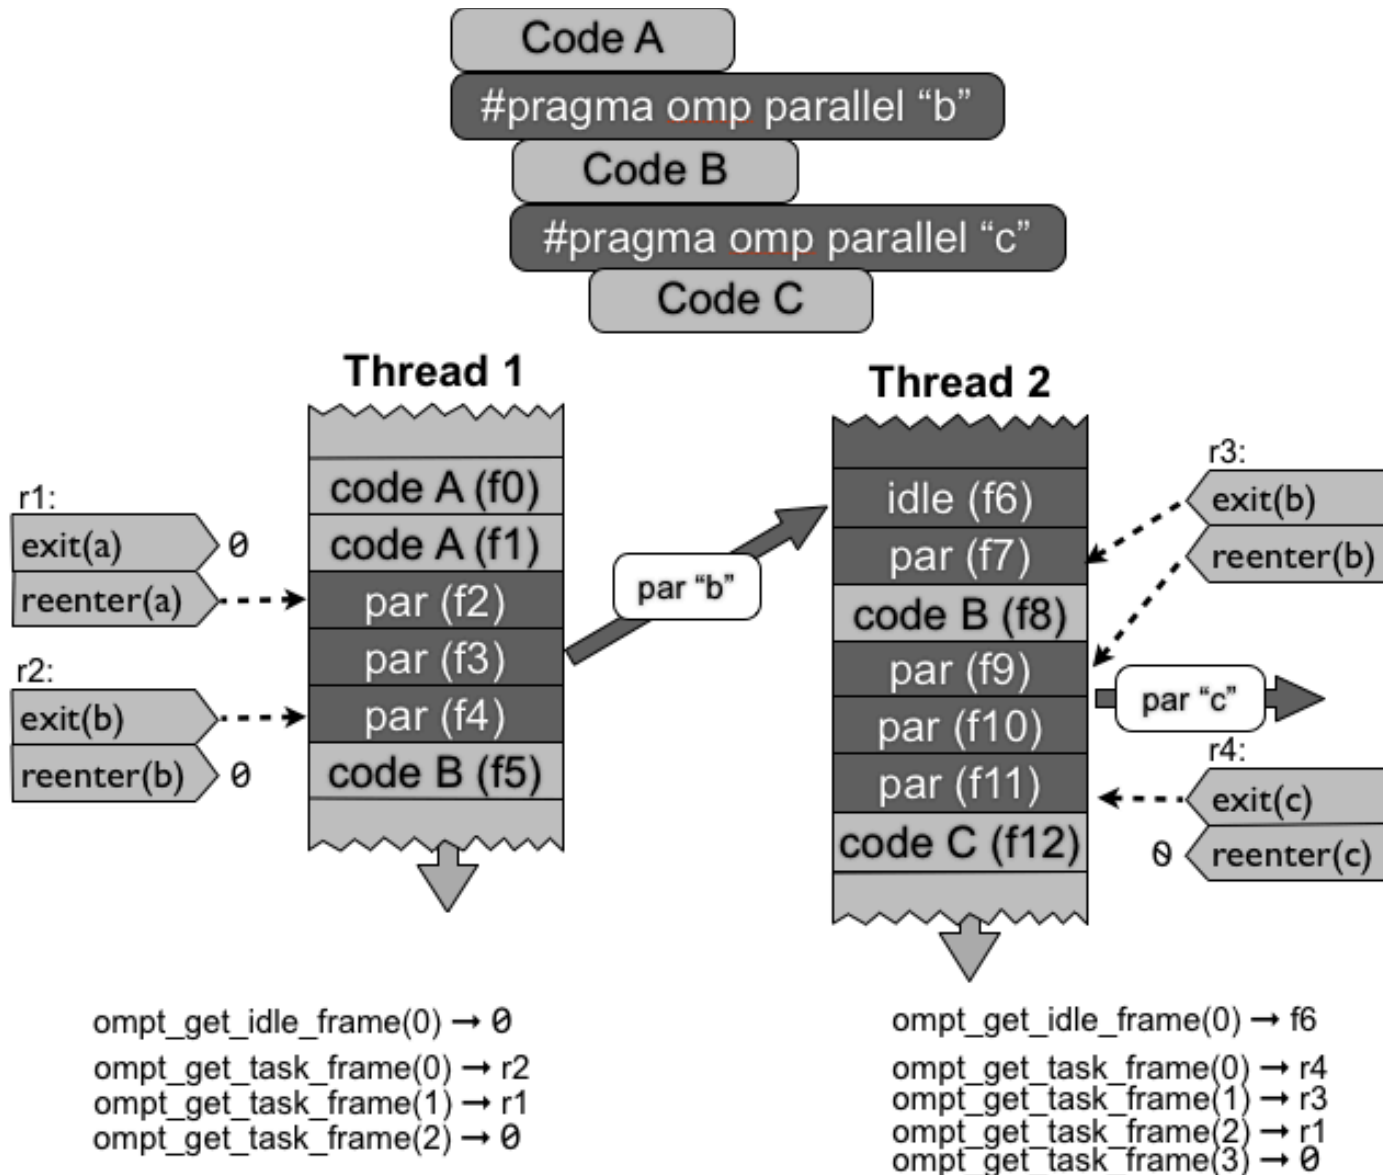 Code A
#pragma omp parallel “b”
Code B
#pragma omp parallel “c”
Code C
Thread 1
code A (f0)
code A (f1)
par (f2)
par (f3)
par (f4)
code B (f5)
r1:
exit(a) 0
reenter(a)
r2:
exit(b)
reenter(b) 0
par “b”
Thread 2
idle (f6)
par (f7)
code B (f8)
par (f9)
par (f10)
par (f11)
code C (f12)
r3:
exit(b)
reenter(b)
par “c”
r4:
exit(c)
0 reenter(c)
ompt_get_idle_frame(0) → 0
ompt_get_task_frame(0) → r2
ompt_get_task_frame(1) → r1
ompt_get_task_frame(2) → 0
ompt_get_idle_frame(0) → f6
ompt_get_task_frame(0) → r4
ompt_get_task_frame(1) → r3
ompt_get_task_frame(2) → r1
ompt_get_task_frame(3) → 0